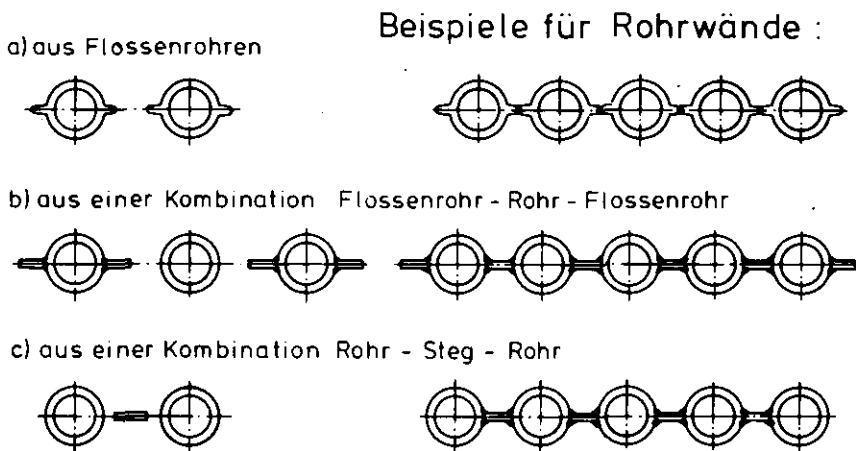 Beispiele für Rohrwände :
a) aus Flossenrohren
b) aus einer Kombination Flossenrohr - Rohr - Flossenrohr
c) aus einer Kombination Rohr - Steg - Rohr